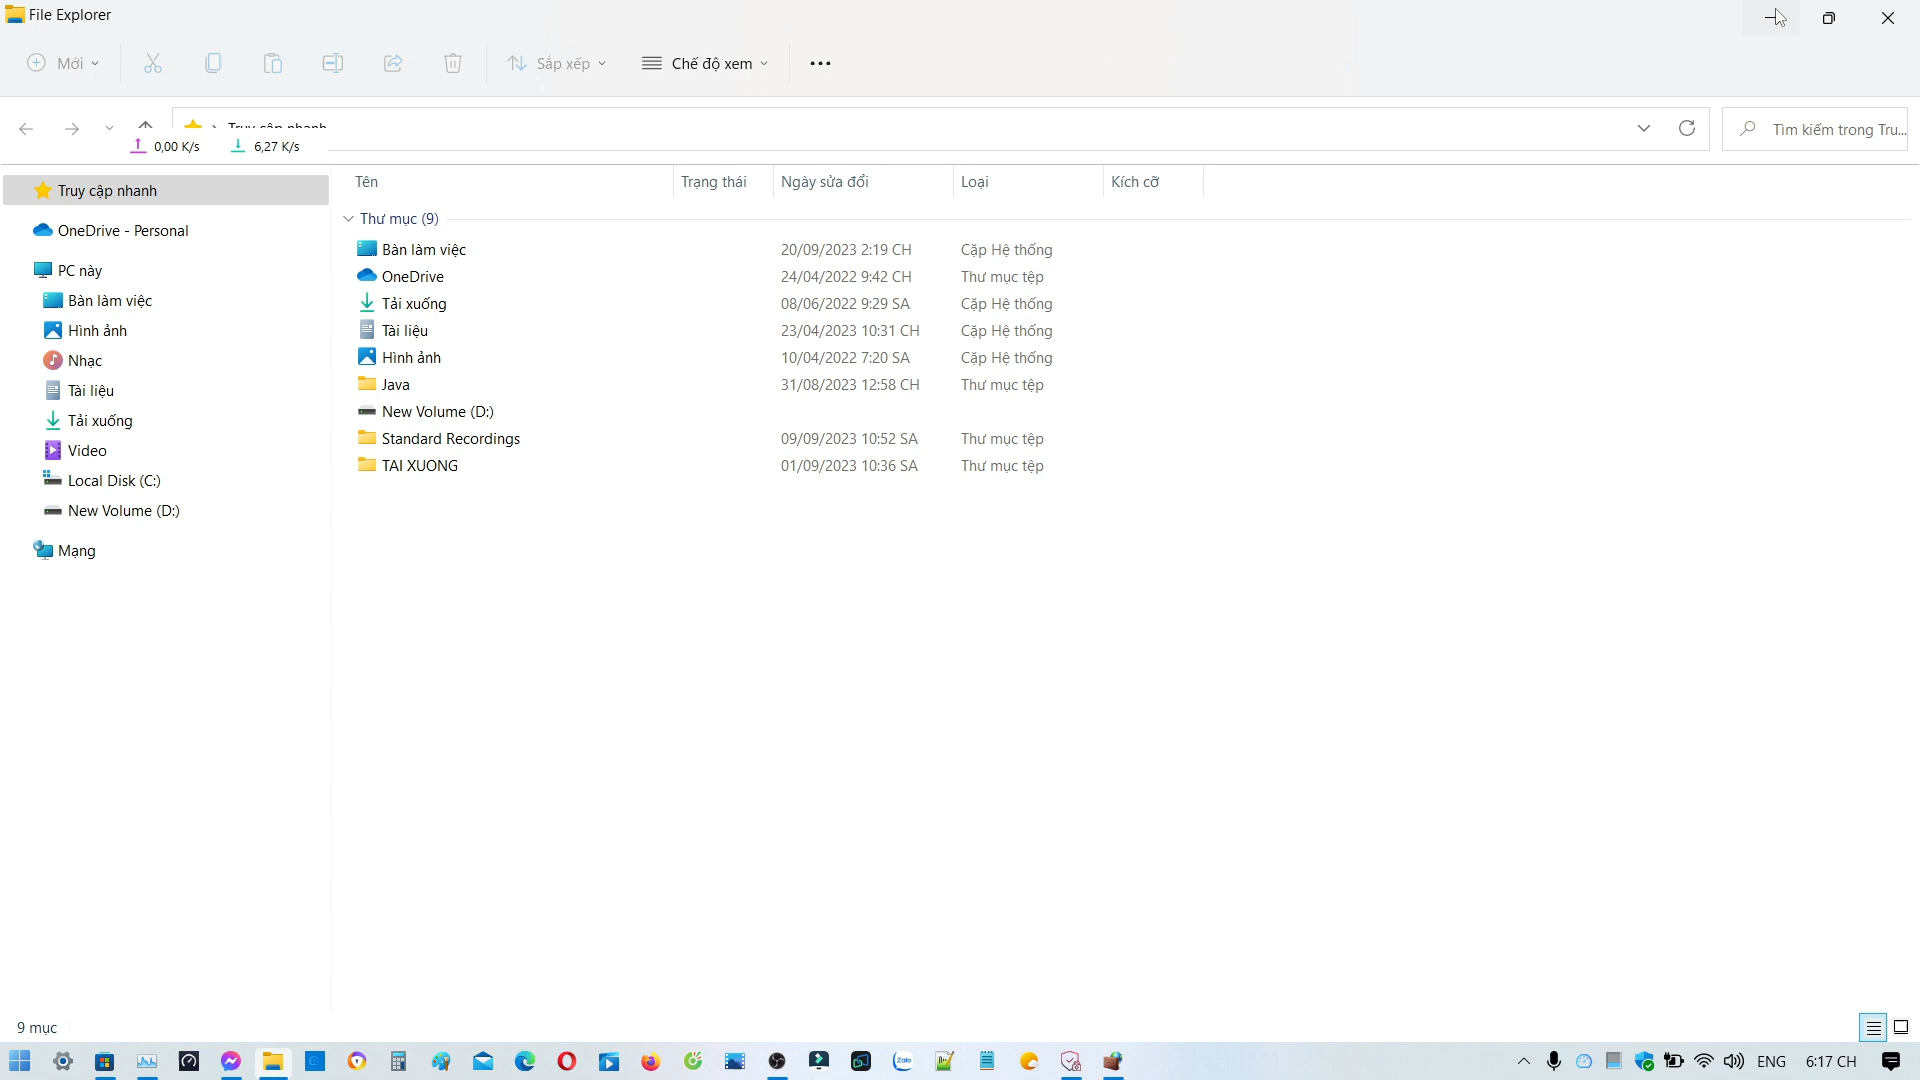 File Explorer
Mới
Sắp xếp
Chế độ xem
Truy cập nhanh
Tìm kiếm trong Tru...
0,00 K/s
6,27 K/s
Truy cập nhanh
OneDrive - Personal
PC này
Bàn làm việc
Hình ảnh
Nhạc
Tài liệu
Tải xuống
Video
Local Disk (C:)
New Volume (D:)
Mạng
Tên Trạng thái Ngày sửa đổi Loại Kích cỡ
Thư mục (9)
Bàn làm việc 20/09/2023 2:19 CH Cặp Hệ thống
OneDrive 24/04/2022 9:42 CH Thư mục tệp
Tải xuống 08/06/2022 9:29 SA Cặp Hệ thống
Tài liệu 23/04/2023 10:31 CH Cặp Hệ thống
Hình ảnh 10/04/2022 7:20 SA Cặp Hệ thống
Java 31/08/2023 12:58 CH Thư mục tệp
New Volume (D:)
Standard Recordings 09/09/2023 10:52 SA Thư mục tệp
TAI XUONG 01/09/2023 10:36 SA Thư mục tệp
9 mục
Zalo
ENG
6:17 CH